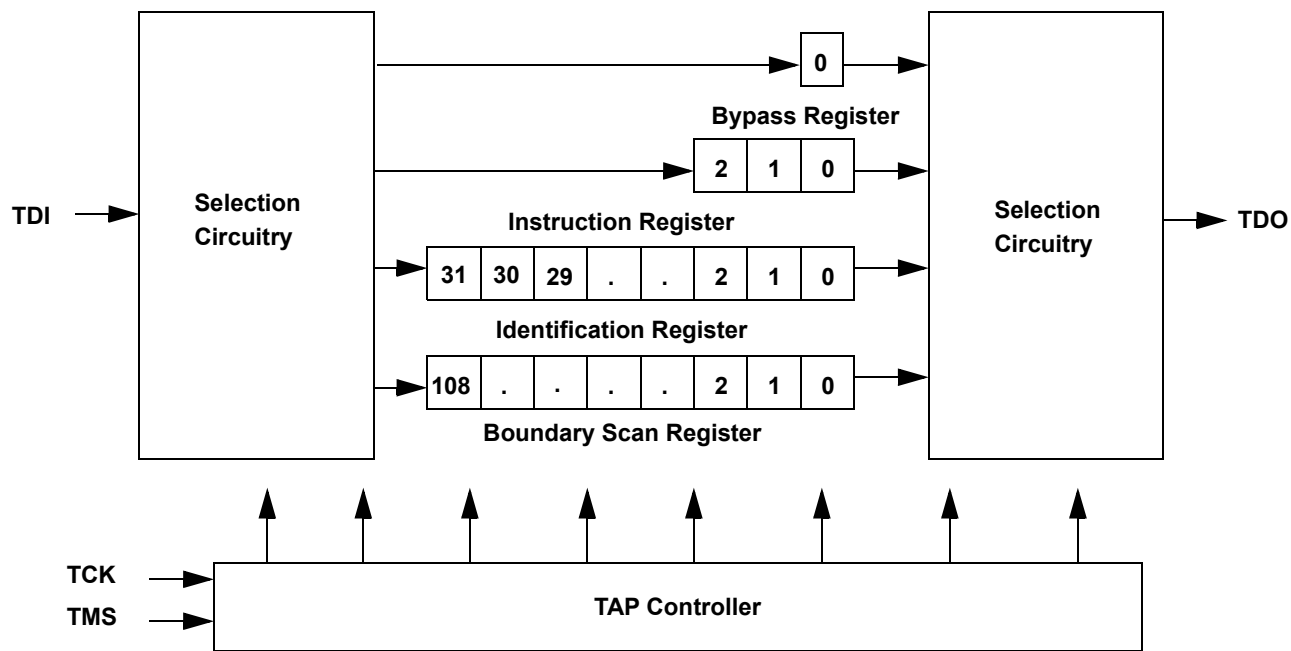 0
Bypass Register
2 1 0
Selection
Circuitry
Selection
Circuitry
TDI
TDO
Instruction Register
31 30 29 . . 2 1 0
Identification Register
108 . . . . 2 1 0
Boundary Scan Register
TCK
TMS
TAP Controller